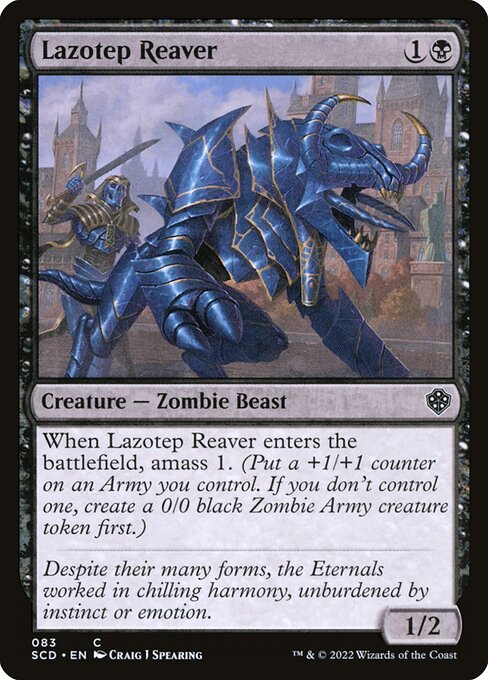 Lazotep Reaver 1
Creature — Zombie Beast
When Lazotep Reaver enters the
battlefield, amass 1. (Put a +1/+1 counter
on an Army you control. If you don't control
one, create a 0/0 black Zombie Army creature
token first.)
Despite their many forms, the Eternals
worked in chilling harmony, unburdened by
instinct or emotion.
1/2
083 C
SCD • EN Craig J Spearing ™ & © 2022 Wizards of the Coast